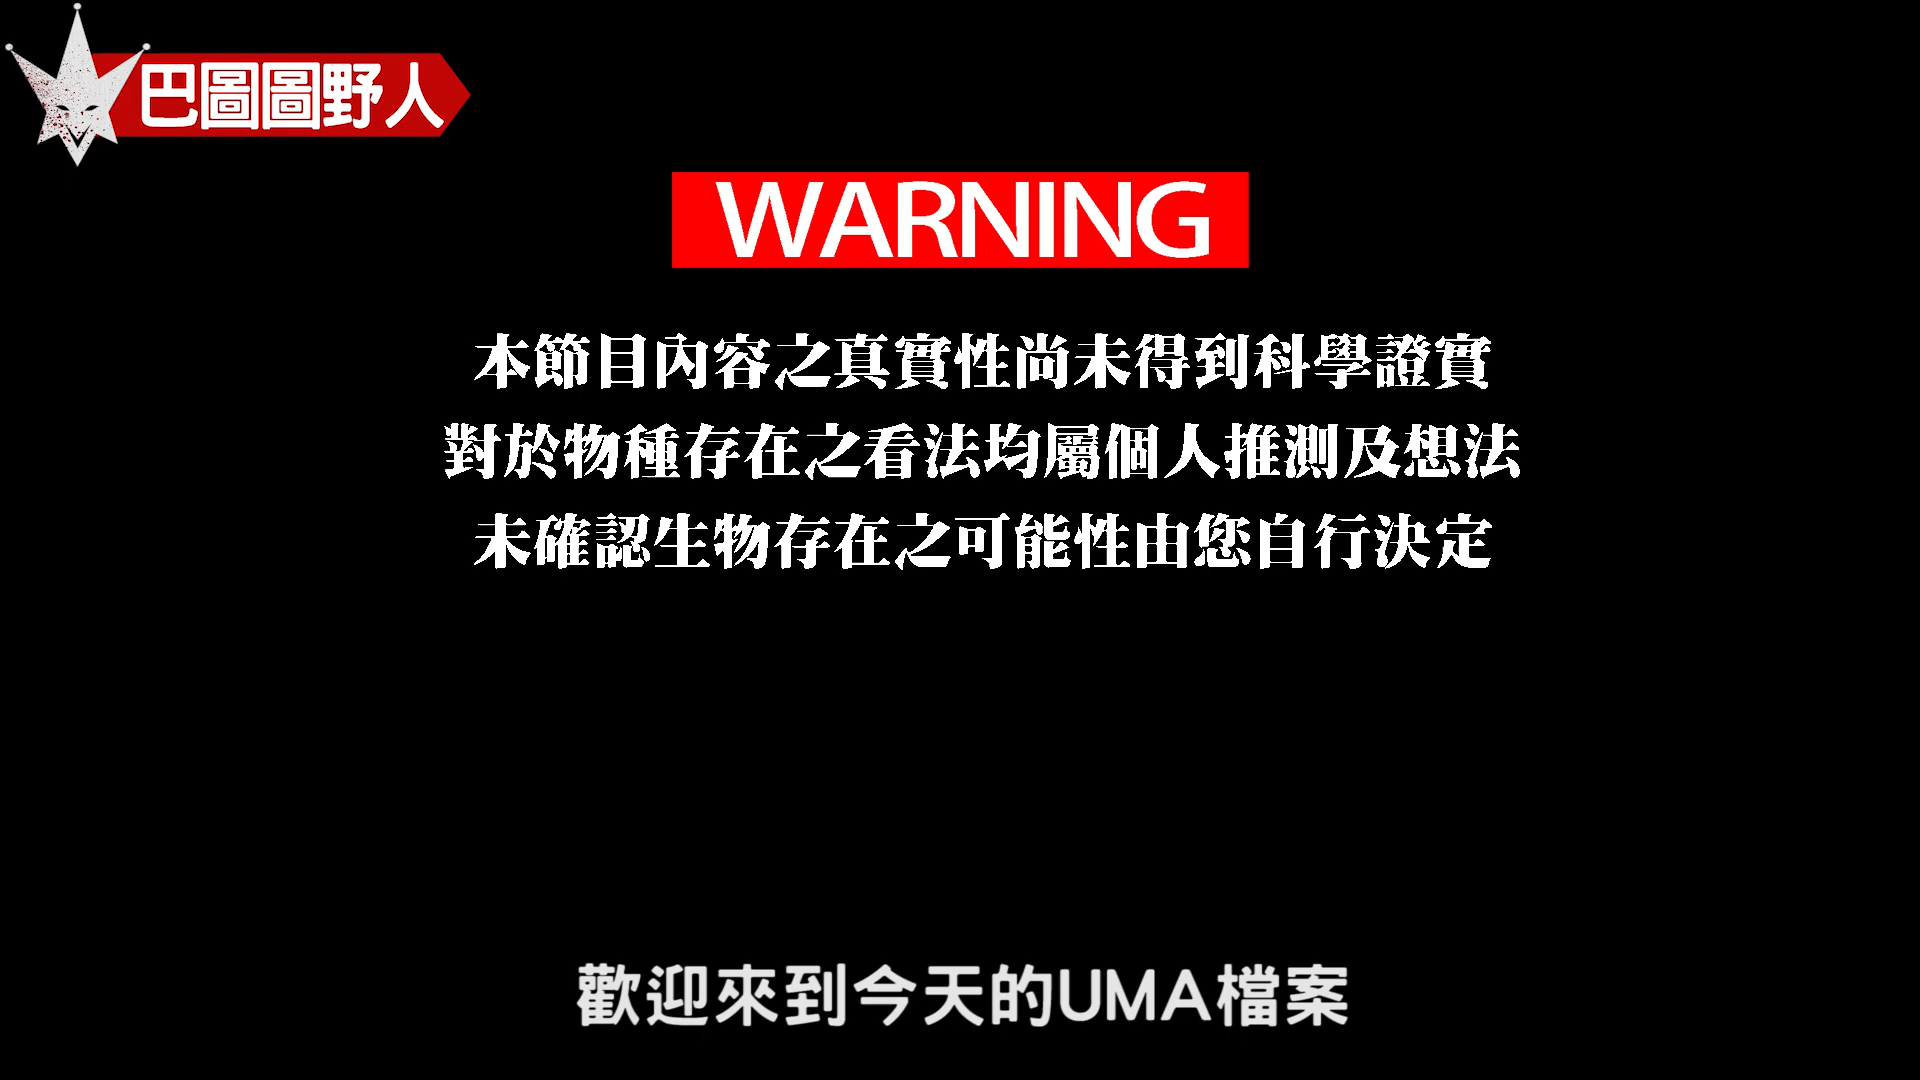 巴圖圖野人
WARNING
本節目內容之真實性尚未得到科學證實
對於物種存在之看法均屬個人推測及想法
未確認生物存在之可能性由您自行決定
歡迎來到今天的UMA檔案